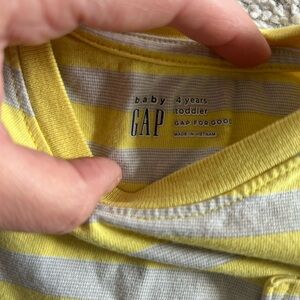 baby
GAP
4 years
toddler
GAP FOR GOOD
MADE IN VIETNAM